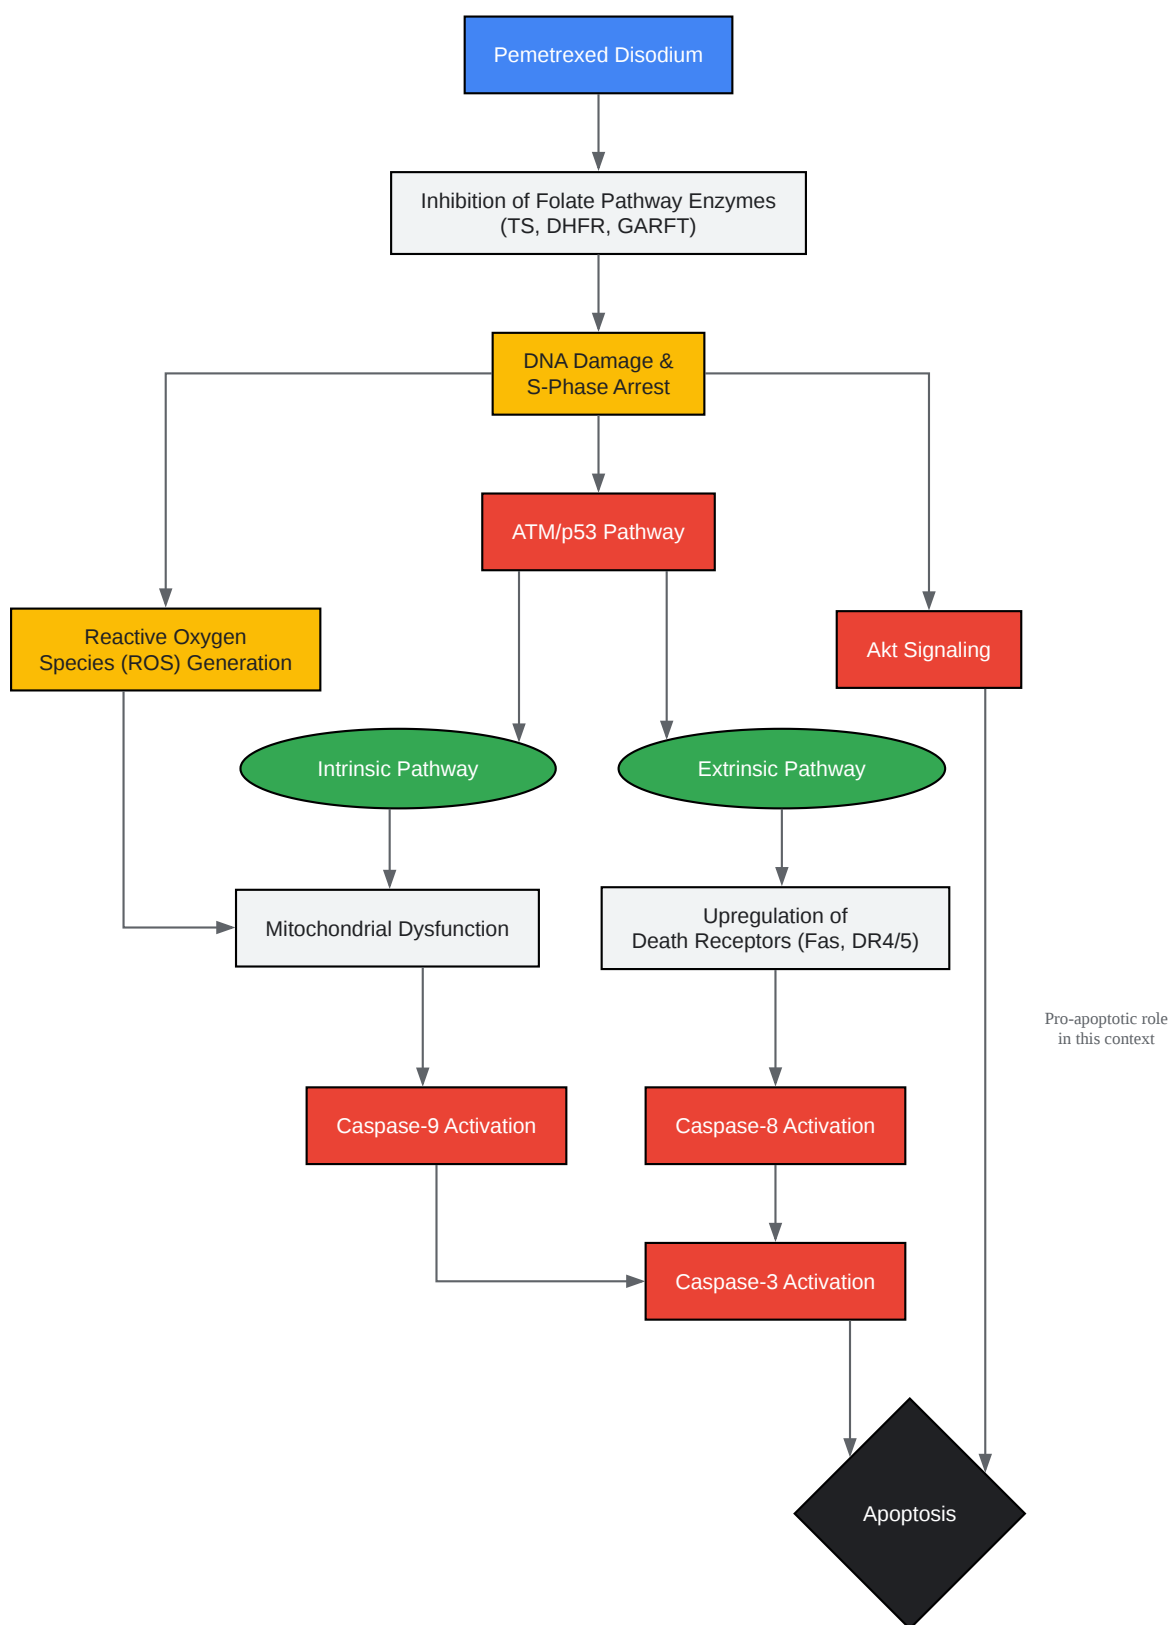 Pemetrexed Disodium
Inhibition of Folate Pathway Enzymes
(TS, DHFR, GARFT)
DNA Damage &
S-Phase Arrest
ATM/p53 Pathway
Reactive Oxygen
Species (ROS) Generation
Akt Signaling
Intrinsic Pathway
Extrinsic Pathway
Mitochondrial Dysfunction
Upregulation of
Death Receptors (Fas, DR4/5)
Pro-apoptotic role
in this context
Caspase-9 Activation
Caspase-8 Activation
Caspase-3 Activation
Apoptosis